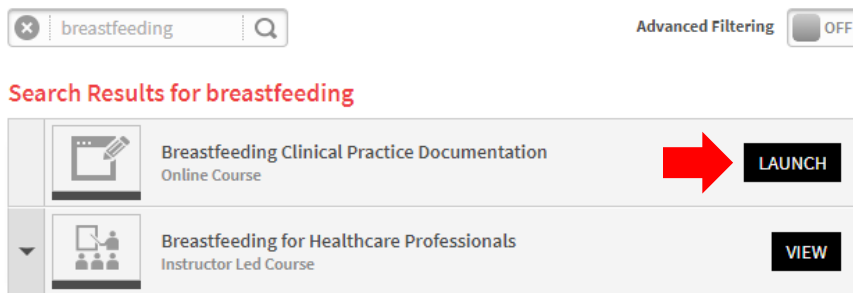 breastfeeding
Advanced Filtering
OFF
Search Results for breastfeeding
Breastfeeding Clinical Practice Documentation
Online Course
LAUNCH
Breastfeeding for Healthcare Professionals
Instructor Led Course
VIEW